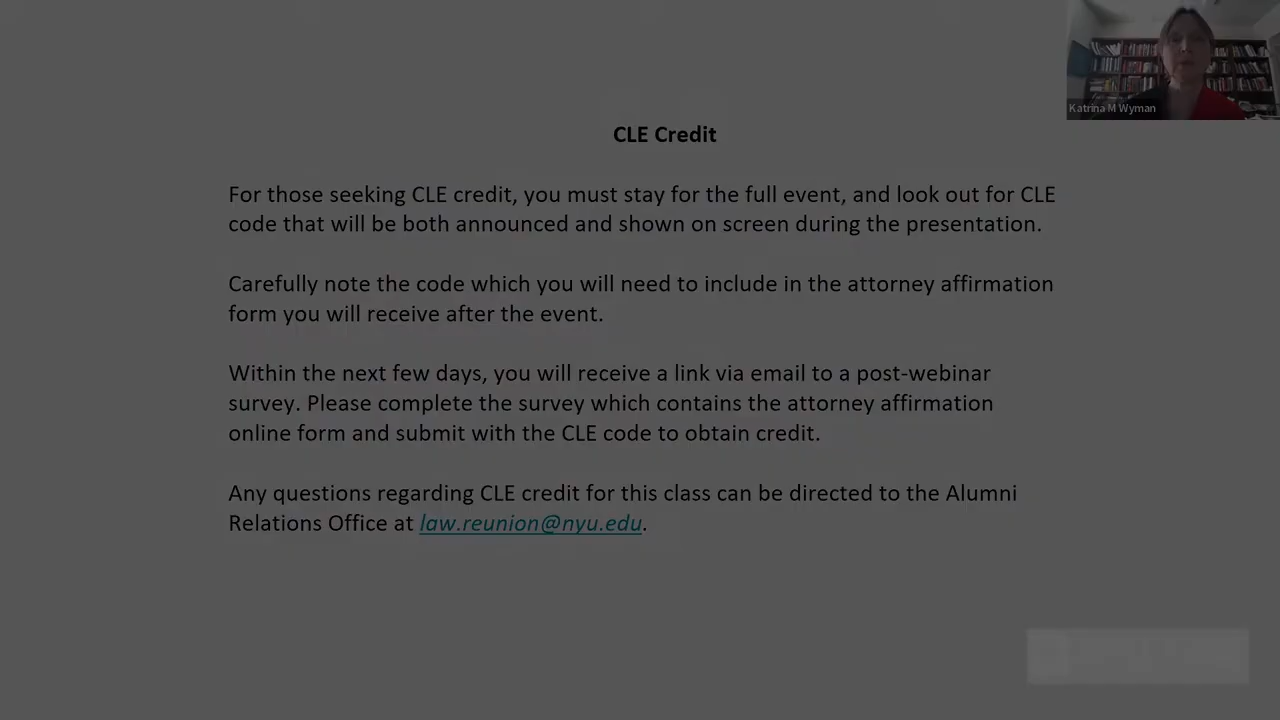 Katrina M Wyman
CLE Credit
For those seeking CLE credit, you must stay for the full event, and look out for CLE
code that will be both announced and shown on screen during the presentation.
Carefully note the code which you will need to include in the attorney affirmation
form you will receive after the event.
Within the next few days, you will receive a link via email to a post-webinar
survey. Please complete the survey which contains the attorney affirmation
online form and submit with the CLE code to obtain credit.
Any questions regarding CLE credit for this class can be directed to the Alumni
Relations Office at law.reunion@nyu.edu.